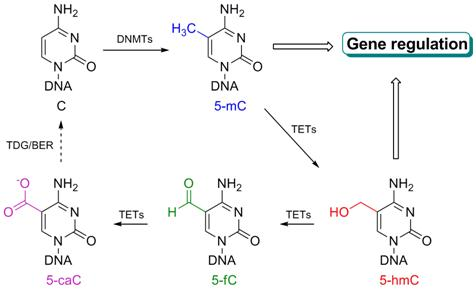 NH2
N
N
O
DNA
C
DNMTs
H3C
NH2
N
N
O
DNA
5-mC
Gene regulation
TETs
TDG/BER
-O
O
NH2
N
N
O
DNA
5-caC
TETs
O
NH2
N
N
O
DNA
5-fC
TETs
HO
NH2
N
N
O
DNA
5-hmC